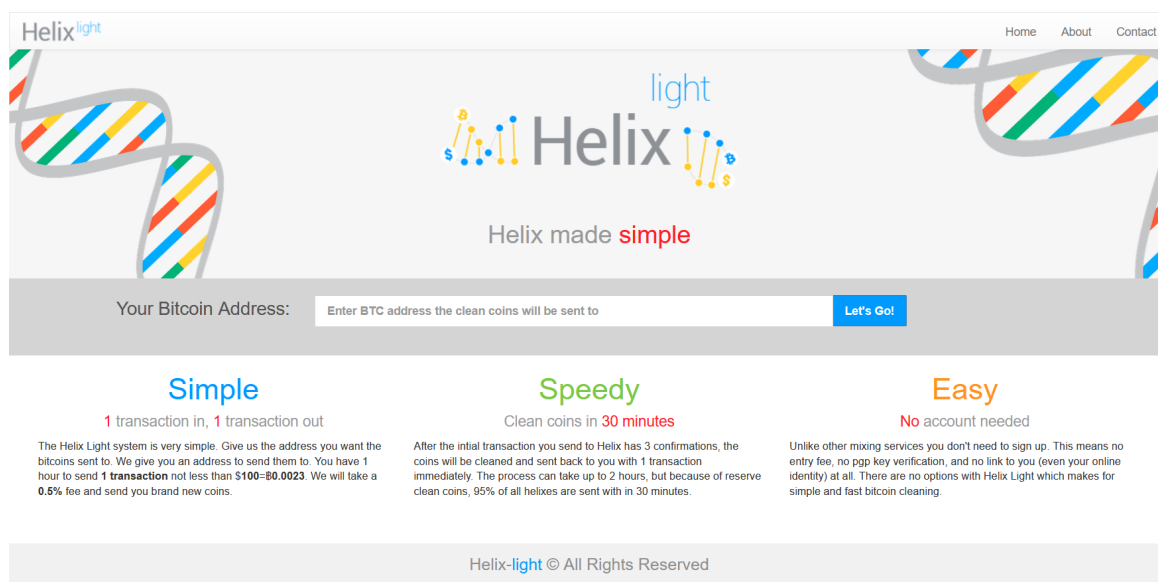 Helix light
Home About Contact
light
Helix
Helix made simple
Your Bitcoin Address:
Enter BTC address the clean coins will be sent to
Let's Go!
Simple
1 transaction in, 1 transaction out
The Helix Light system is very simple. Give us the address you want the
bitcoins sent to. We give you an address to send them to. You have 1
hour to send 1 transaction not less than $100=฿0.0023. We will take a
0.5% fee and send you brand new coins.
Speedy
Clean coins in 30 minutes
After the intial transaction you send to Helix has 3 confirmations, the
coins will be cleaned and sent back to you with 1 transaction
immediately. The process can take up to 2 hours, but because of reserve
clean coins, 95% of all helixes are sent with in 30 minutes.
Easy
No account needed
Unlike other mixing services you don't need to sign up. This means no
entry fee, no pgp key verification, and no link to you (even your online
identity) at all. There are no options with Helix Light which makes for
simple and fast bitcoin cleaning.
Helix-light © All Rights Reserved